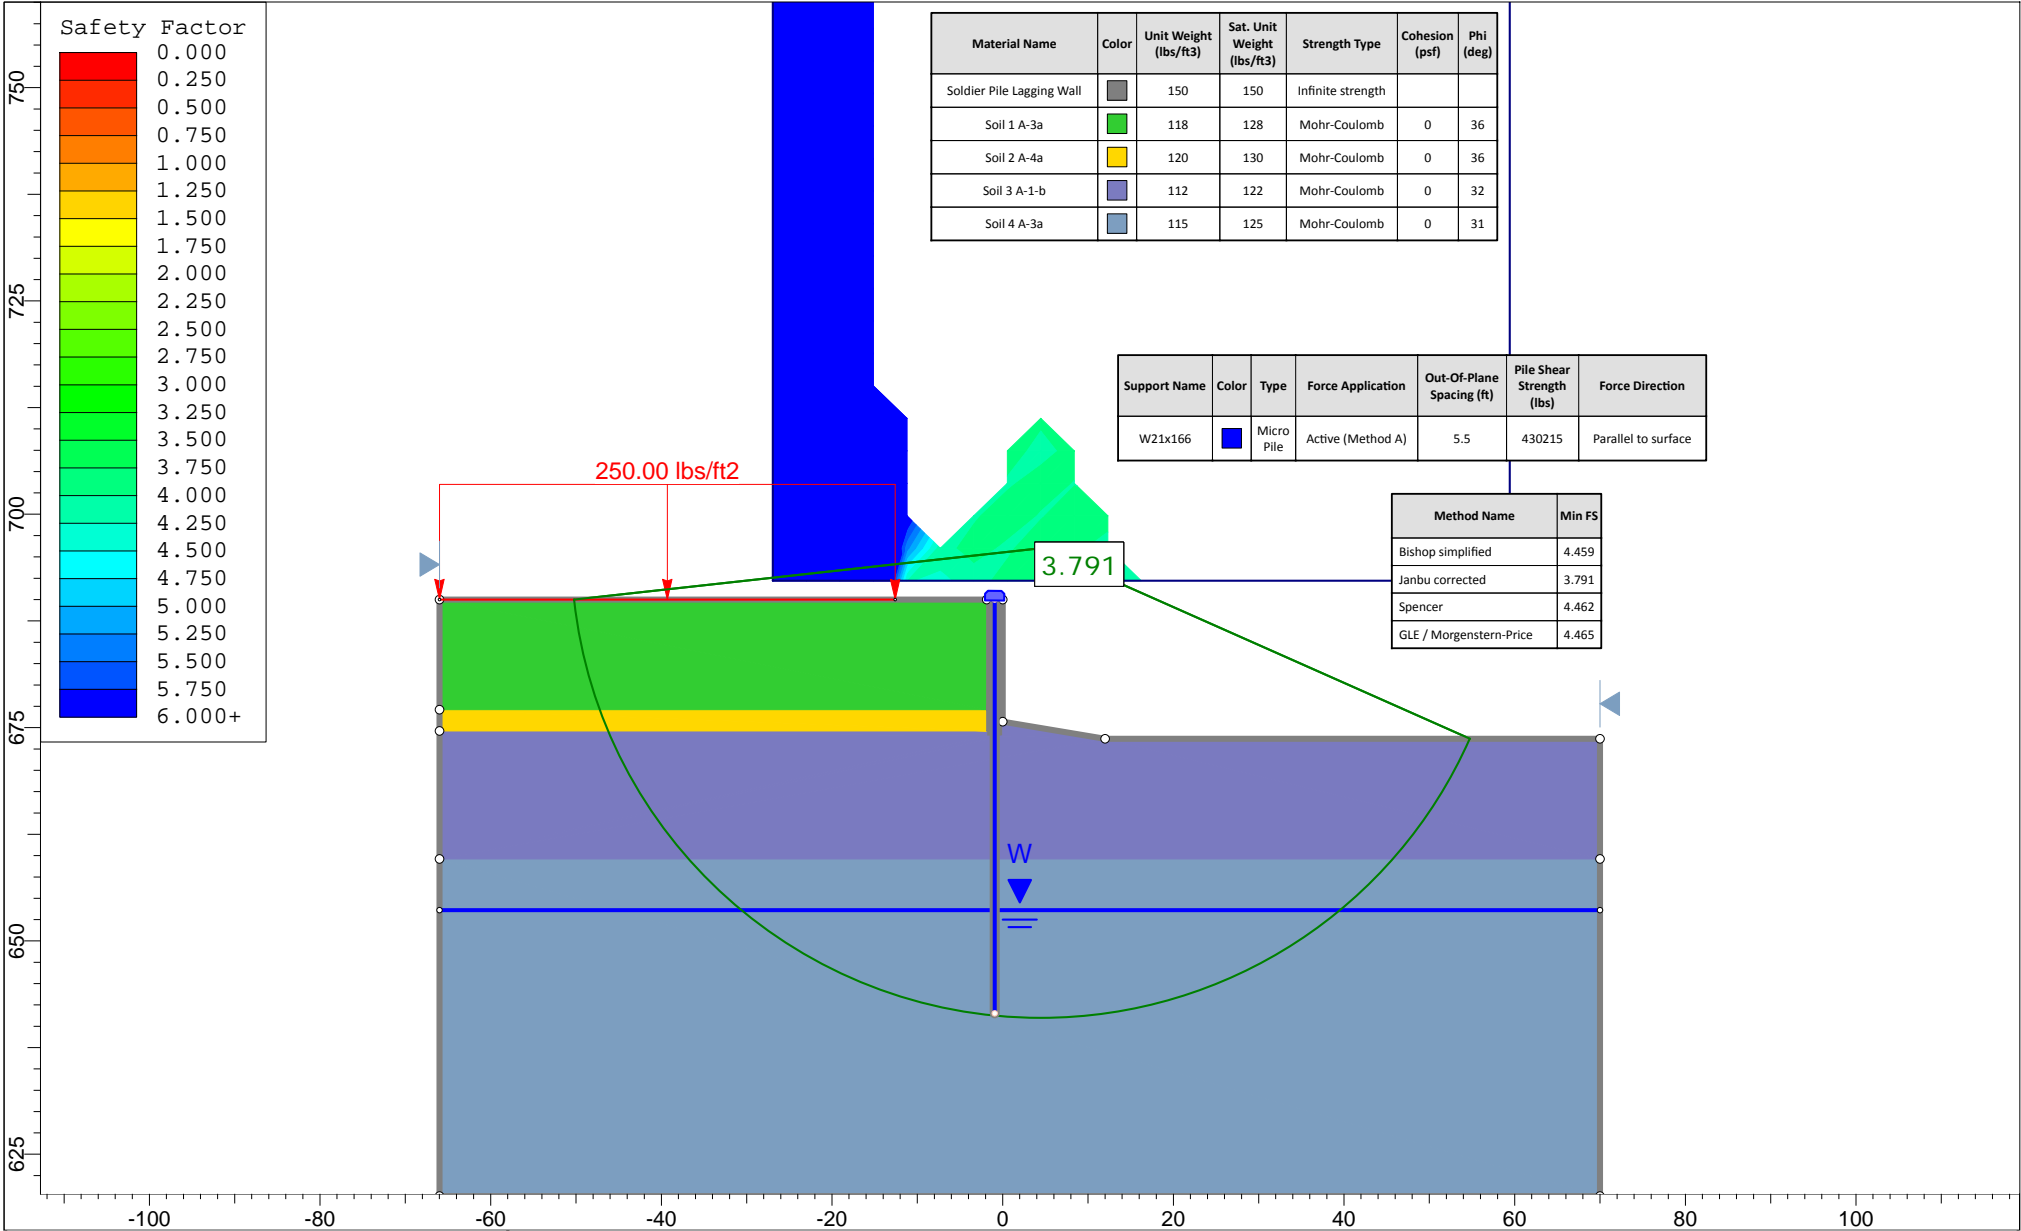 Safety Factor
0.000
0.250
0.500
0.750
1.000
1.250
1.500
1.750
2.000
2.250
2.500
2.750
3.000
3.250
3.500
3.750
4.000
4.250
4.500
4.750
5.000
5.250
5.500
5.750
6.000+
Material Name Color Unit Weight (lbs/ft3) Sat. Unit Weight (lbs/ft3) Strength Type Cohesion (psf) Phi (deg)
Soldier Pile Lagging Wall 150 150 Infinite strength
Soil 1 A-3a 118 128 Mohr-Coulomb 0 36
Soil 2 A-4a 120 130 Mohr-Coulomb 0 36
Soil 3 A-1-b 112 122 Mohr-Coulomb 0 32
Soil 4 A-3a 115 125 Mohr-Coulomb 0 31
Support Name Color Type Force Application Out-Of-Plane Spacing (ft) Pile Shear Strength (lbs) Force Direction
W21x166 Micro Pile Active (Method A) 5.5 430215 Parallel to surface
Method Name Min FS
Bishop simplified 4.459
Janbu corrected 3.791
Spencer 4.462
GLE / Morgenstern-Price 4.465
250.00 lbs/ft2
3.791
W
750
725
700
675
650
625
-100 -80 -60 -40 -20 0 20 40 60 80 100